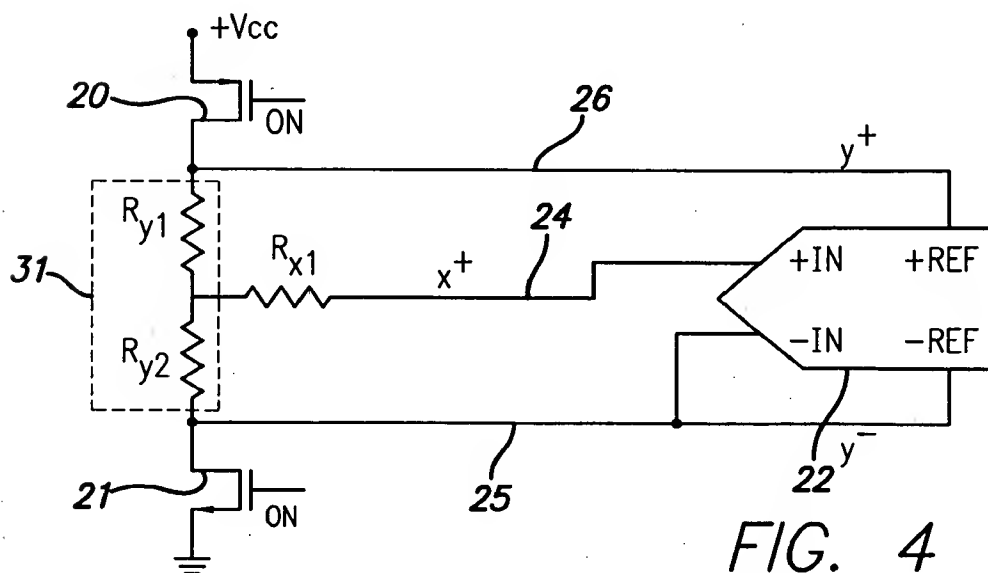 +Vcc
20
ON
26
y+
Ry1
24
31
Rx1
x+
+IN +REF
Ry2
-IN -REF
21
25
y-
22
ON
FIG. 4